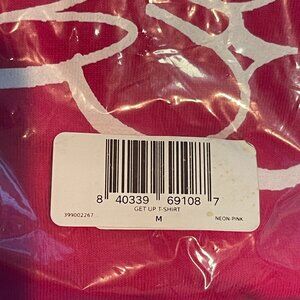 8 40339 69108 7
GET UP T-SHIRT
399002267 M NEON PINK